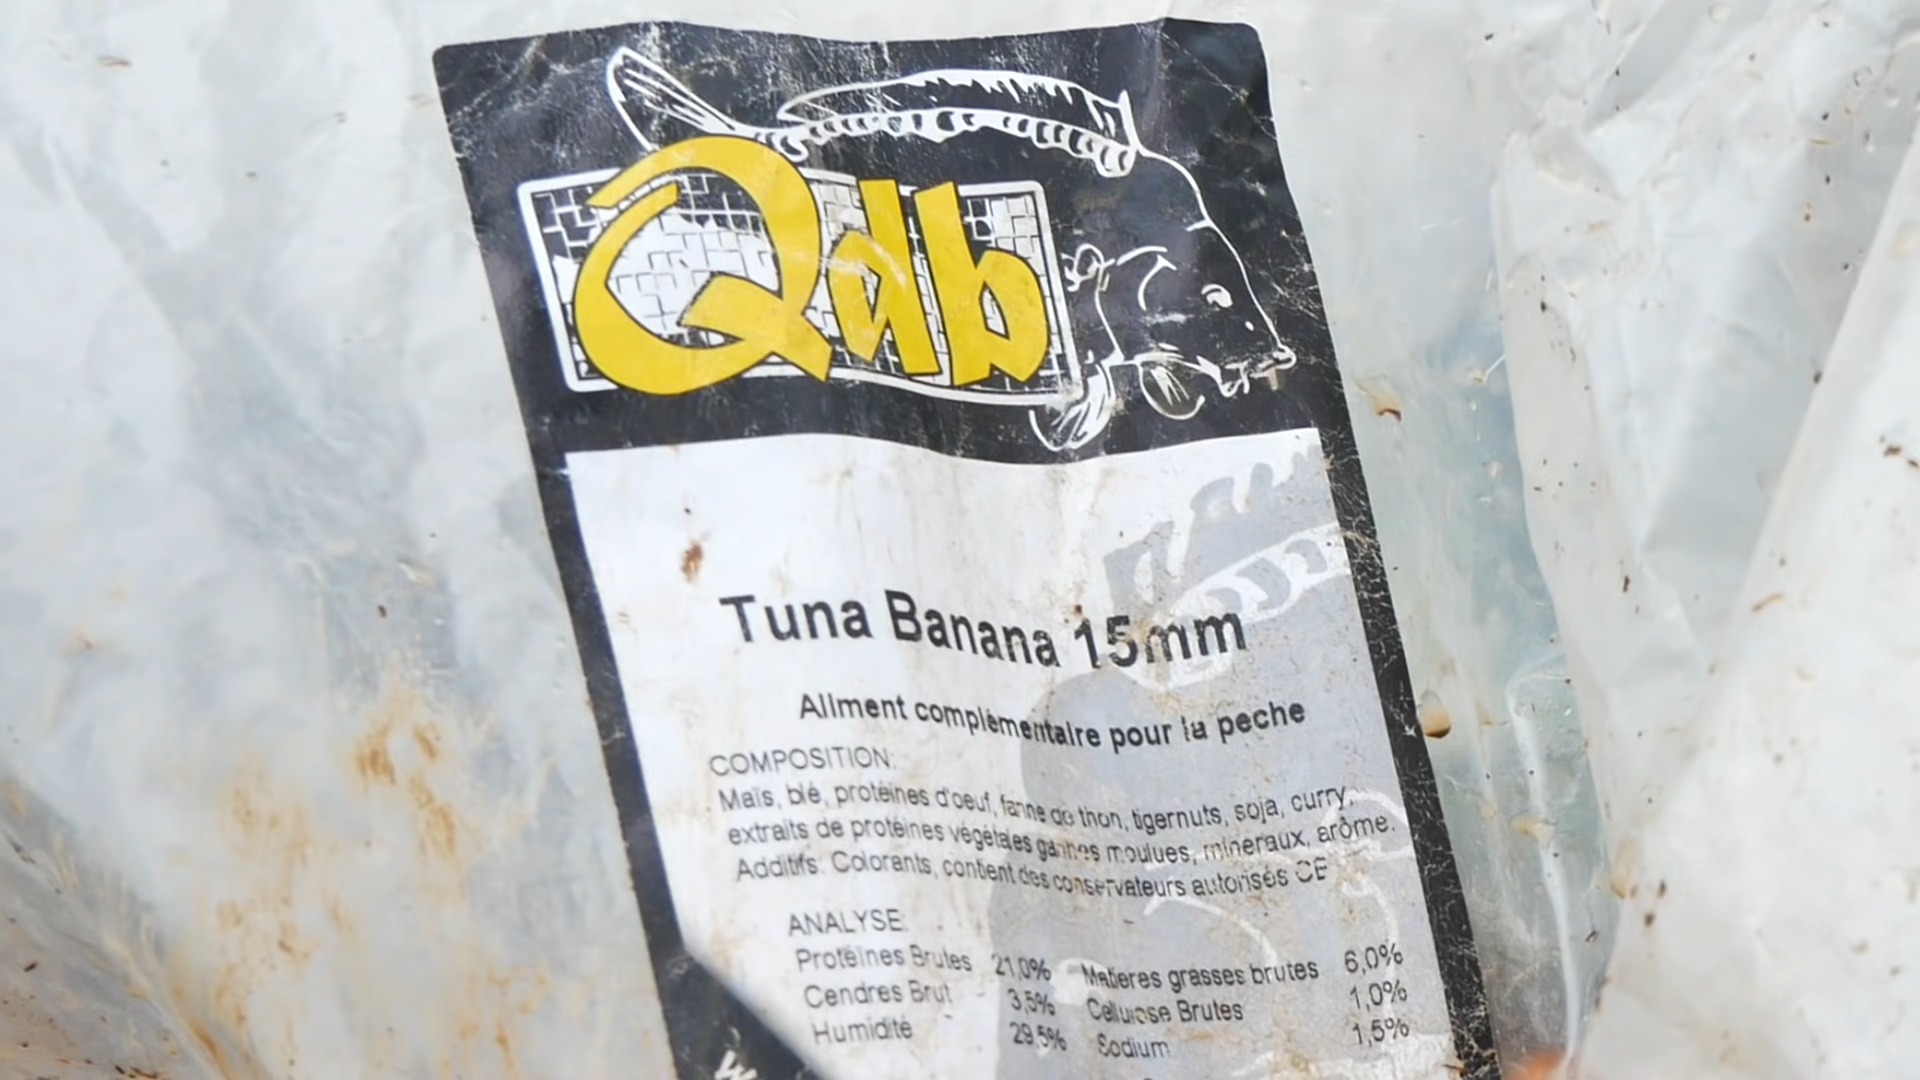 Qdb
Tuna Banana 15mm
Aliment complèmentaire pour la peche
COMPOSITION:
Maïs, blé, protéines d'oeuf, farine de thon, tigernuts, soja, curry,
extraits de protéines végétales graines moulues, mineraux, arôme.
Additifs: Colorants, contient des conservateurs autorisés CE
ANALYSE:
Protéines Brutes 21,0% Matieres grasses brutes 6,0%
Cendres Brut 3,5% Cellulose Brutes 1,0%
Humidité 29,5% Sodium 1,5%